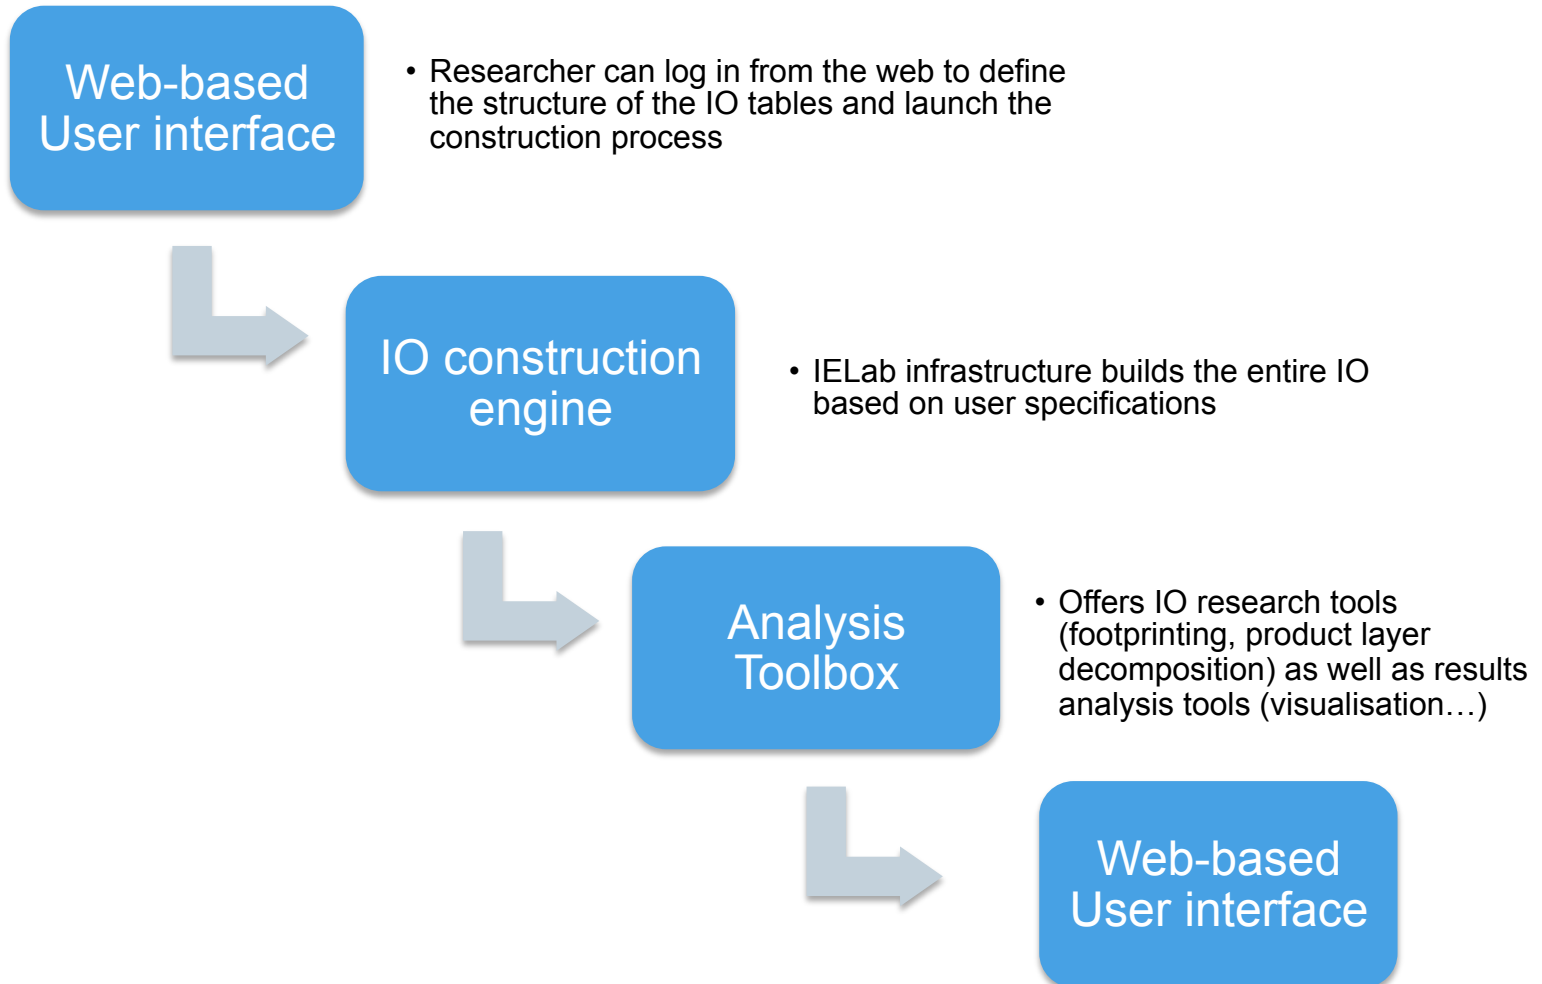 Web-based
User interface
• Researcher can log in from the web to define
the structure of the IO tables and launch the
construction process
IO construction
engine
• IELab infrastructure builds the entire IO
based on user specifications
Analysis
Toolbox
• Offers IO research tools
(footprinting, product layer
decomposition) as well as results
analysis tools (visualisation…)
Web-based
User interface